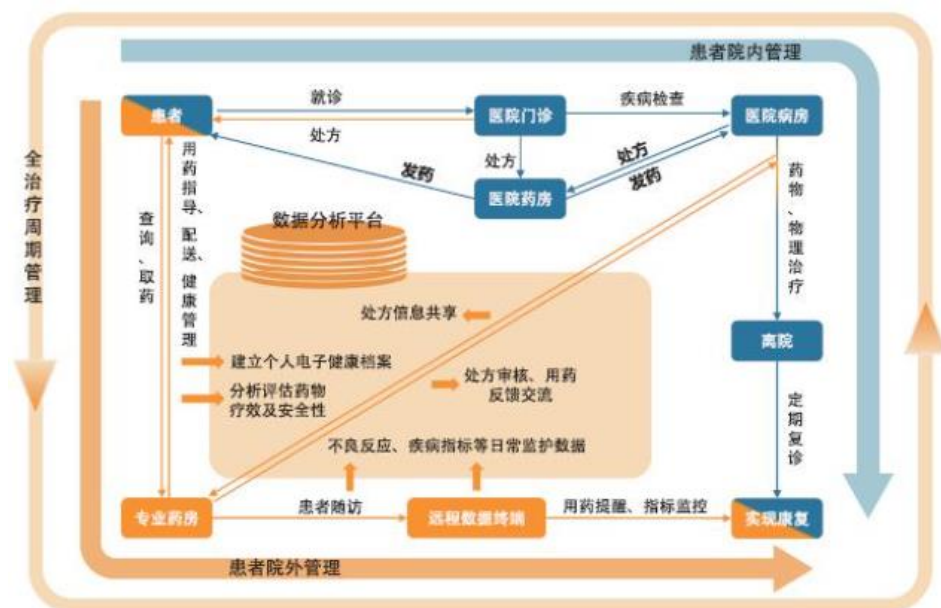 患者院内管理
就诊
疾病检查
患者
医院门诊
医院病房
处方
处方
处方
发药
发药
医院药房
全治疗周期管理
用药指导、配送、健康管理
查询、取药
药物、物理治疗
数据分析平台
处方信息共享
离院
建立个人电子健康档案
处方审核、用药
反馈交流
分析评估药物
疗效及安全性
定期复诊
不良反应、疾病指标等日常监护数据
专业药房
患者随访
远程数据终端
用药提醒、指标监控
实现康复
患者院外管理